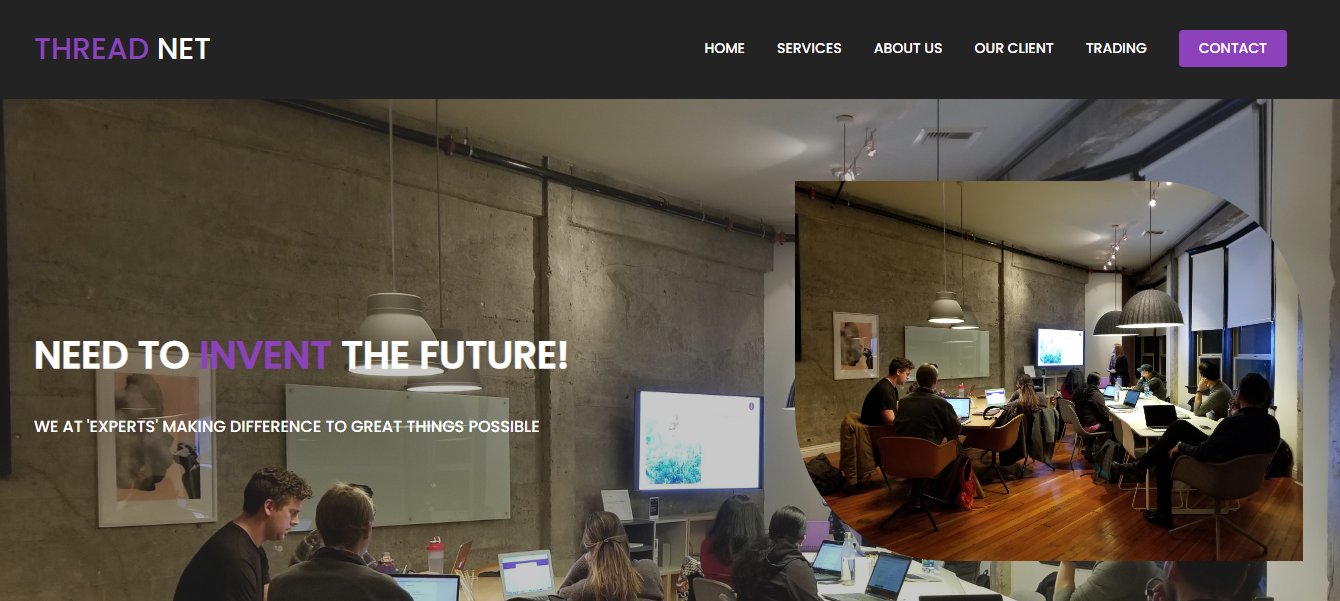 THREAD NET
HOME SERVICES ABOUT US OUR CLIENT TRADING CONTACT
NEED TO INVENT THE FUTURE!
WE AT 'EXPERTS' MAKING DIFFERENCE TO GREAT THINGS POSSIBLE